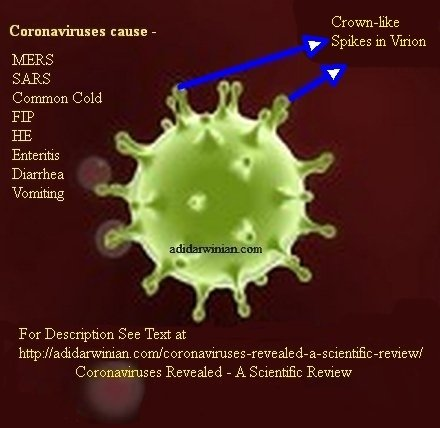 Coronaviruses cause -
MERS
SARS
Common Cold
FIP
HE
Enteritis
Diarrhea
Vomiting
Crown-like
Spikes in Virion
adidarwinian.com
For Description See Text at
http://adidarwinian.com/coronaviruses-revealed-a-scientific-review/
Coronaviruses Revealed - A Scientific Review